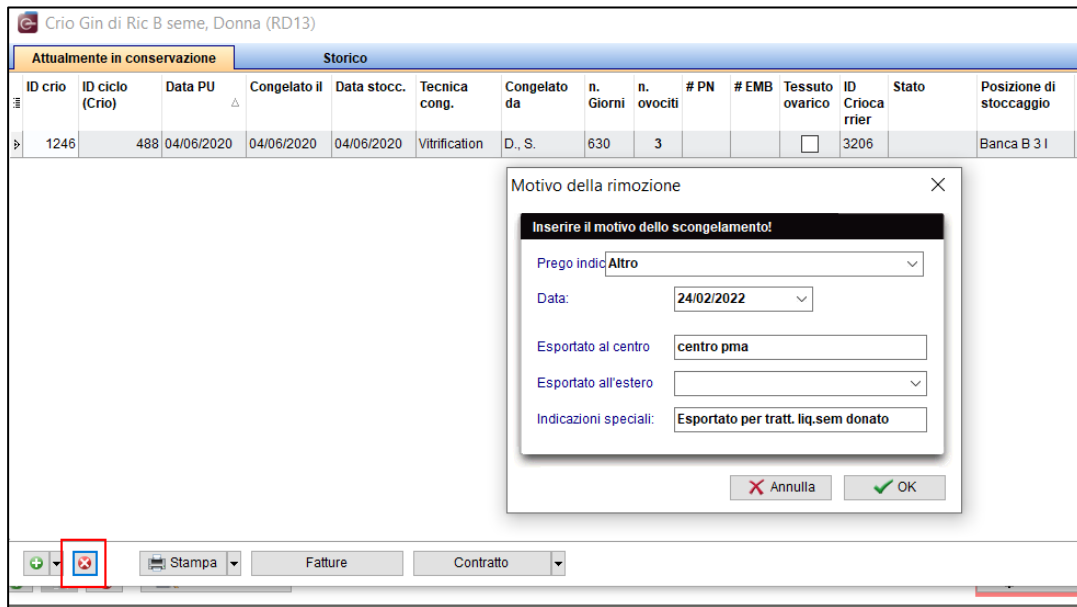 Crio Gin di Ric B seme, Donna (RD13)
Attualmente in conservazione Storico
ID crio ID ciclo (Crio) Data PU Congelato il Data stocc. Tecnica cong. Congelato da n. Giorni n. ovociti # PN # EMB Tessuto ovarico ID Criocarrier Stato Posizione di stoccaggio
1246 488 04/06/2020 04/06/2020 04/06/2020 Vitrification D., S. 630 3 3206 Banca B 3 I
Motivo della rimozione
Inserire il motivo dello scongelamento!
Prego indic Altro
Data: 24/02/2022
Esportato al centro centro pma
Esportato all'estero
Indicazioni speciali: Esportato per tratt. liq.sem donato
Annulla OK
Stampa Fatture Contratto